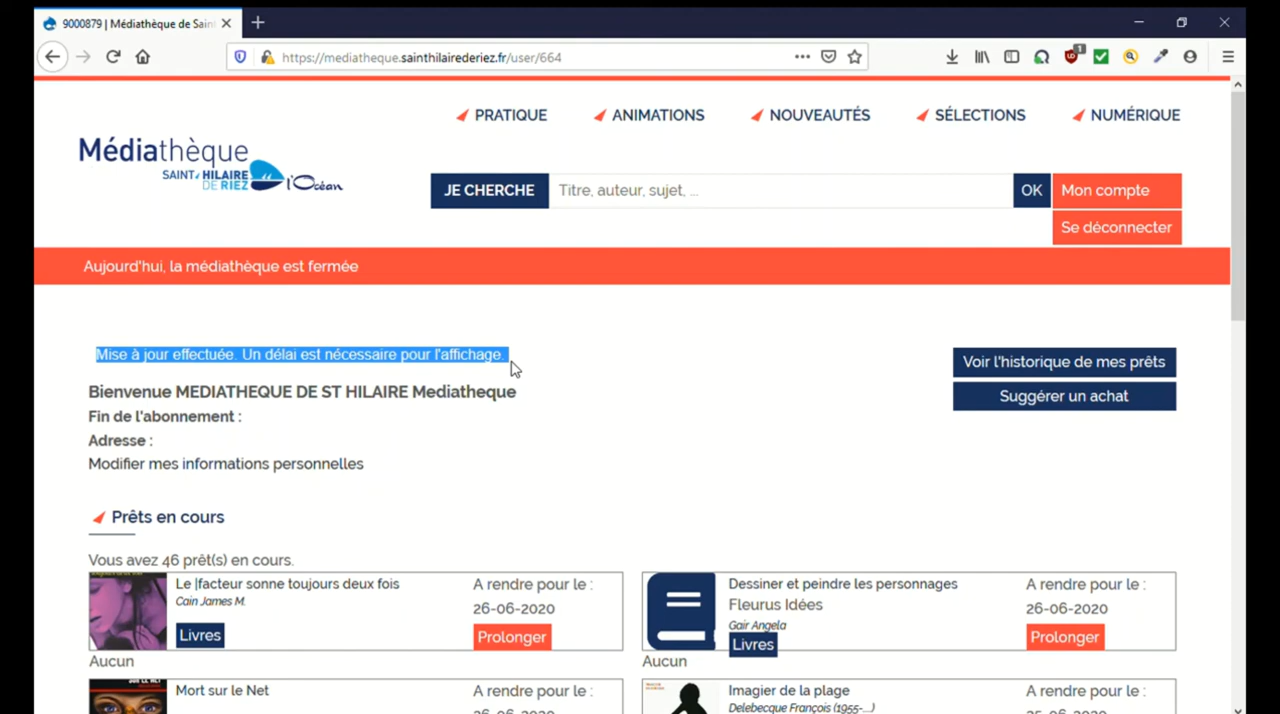 9000879 | Médiathèque de Sain
https://mediatheque.sainthilairederiez.fr/user/664
1
PRATIQUE
ANIMATIONS
NOUVEAUTÉS
SÉLECTIONS
NUMÉRIQUE
Médiathèque
SAINT HILAIRE
DE RIEZ
l'Océan
JE CHERCHE
Titre, auteur, sujet, ...
OK
Mon compte
Se déconnecter
Aujourd'hui, la médiathèque est fermée
Mise à jour effectuée. Un délai est nécessaire pour l'affichage.
Voir l'historique de mes prêts
Suggérer un achat
Bienvenue MEDIATHEQUE DE ST HILAIRE Mediatheque
Fin de l'abonnement :
Adresse :
Modifier mes informations personnelles
Prêts en cours
Vous avez 46 prêt(s) en cours.
Le |facteur sonne toujours deux fois
Cain James M.
Livres
A rendre pour le :
26-06-2020
Prolonger
Aucun
Dessiner et peindre les personnages
Fleurus Idées
Gair Angela
Livres
A rendre pour le :
26-06-2020
Prolonger
Aucun
Mort sur le Net
A rendre pour le :
26-06-2020
Imagier de la plage
Delebecque François (1955-....)
A rendre pour le :